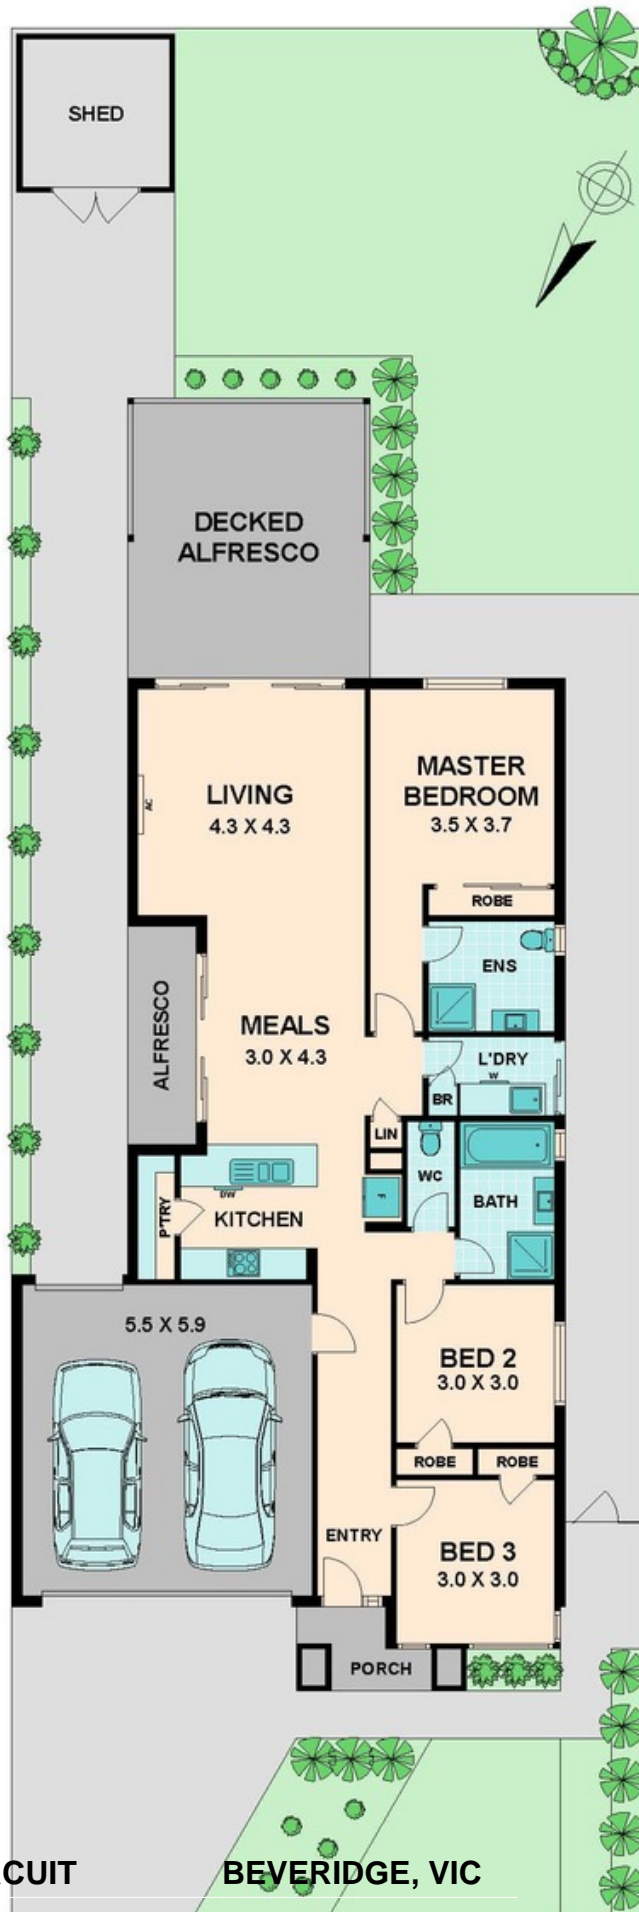 SHED
DECKED
ALFRESCO
LIVING
4.3 X 4.3
AC
MASTER
BEDROOM
3.5 X 3.7
ROBE
ENS
ALFRESCO
MEALS
3.0 X 4.3
L'DRY
W
BR
LIN
WC
BATH
P'TRY
DW
KITCHEN
F
5.5 X 5.9
BED 2
3.0 X 3.0
ROBE
ROBE
ENTRY
BED 3
3.0 X 3.0
PORCH
CUIT BEVERIDGE, VIC